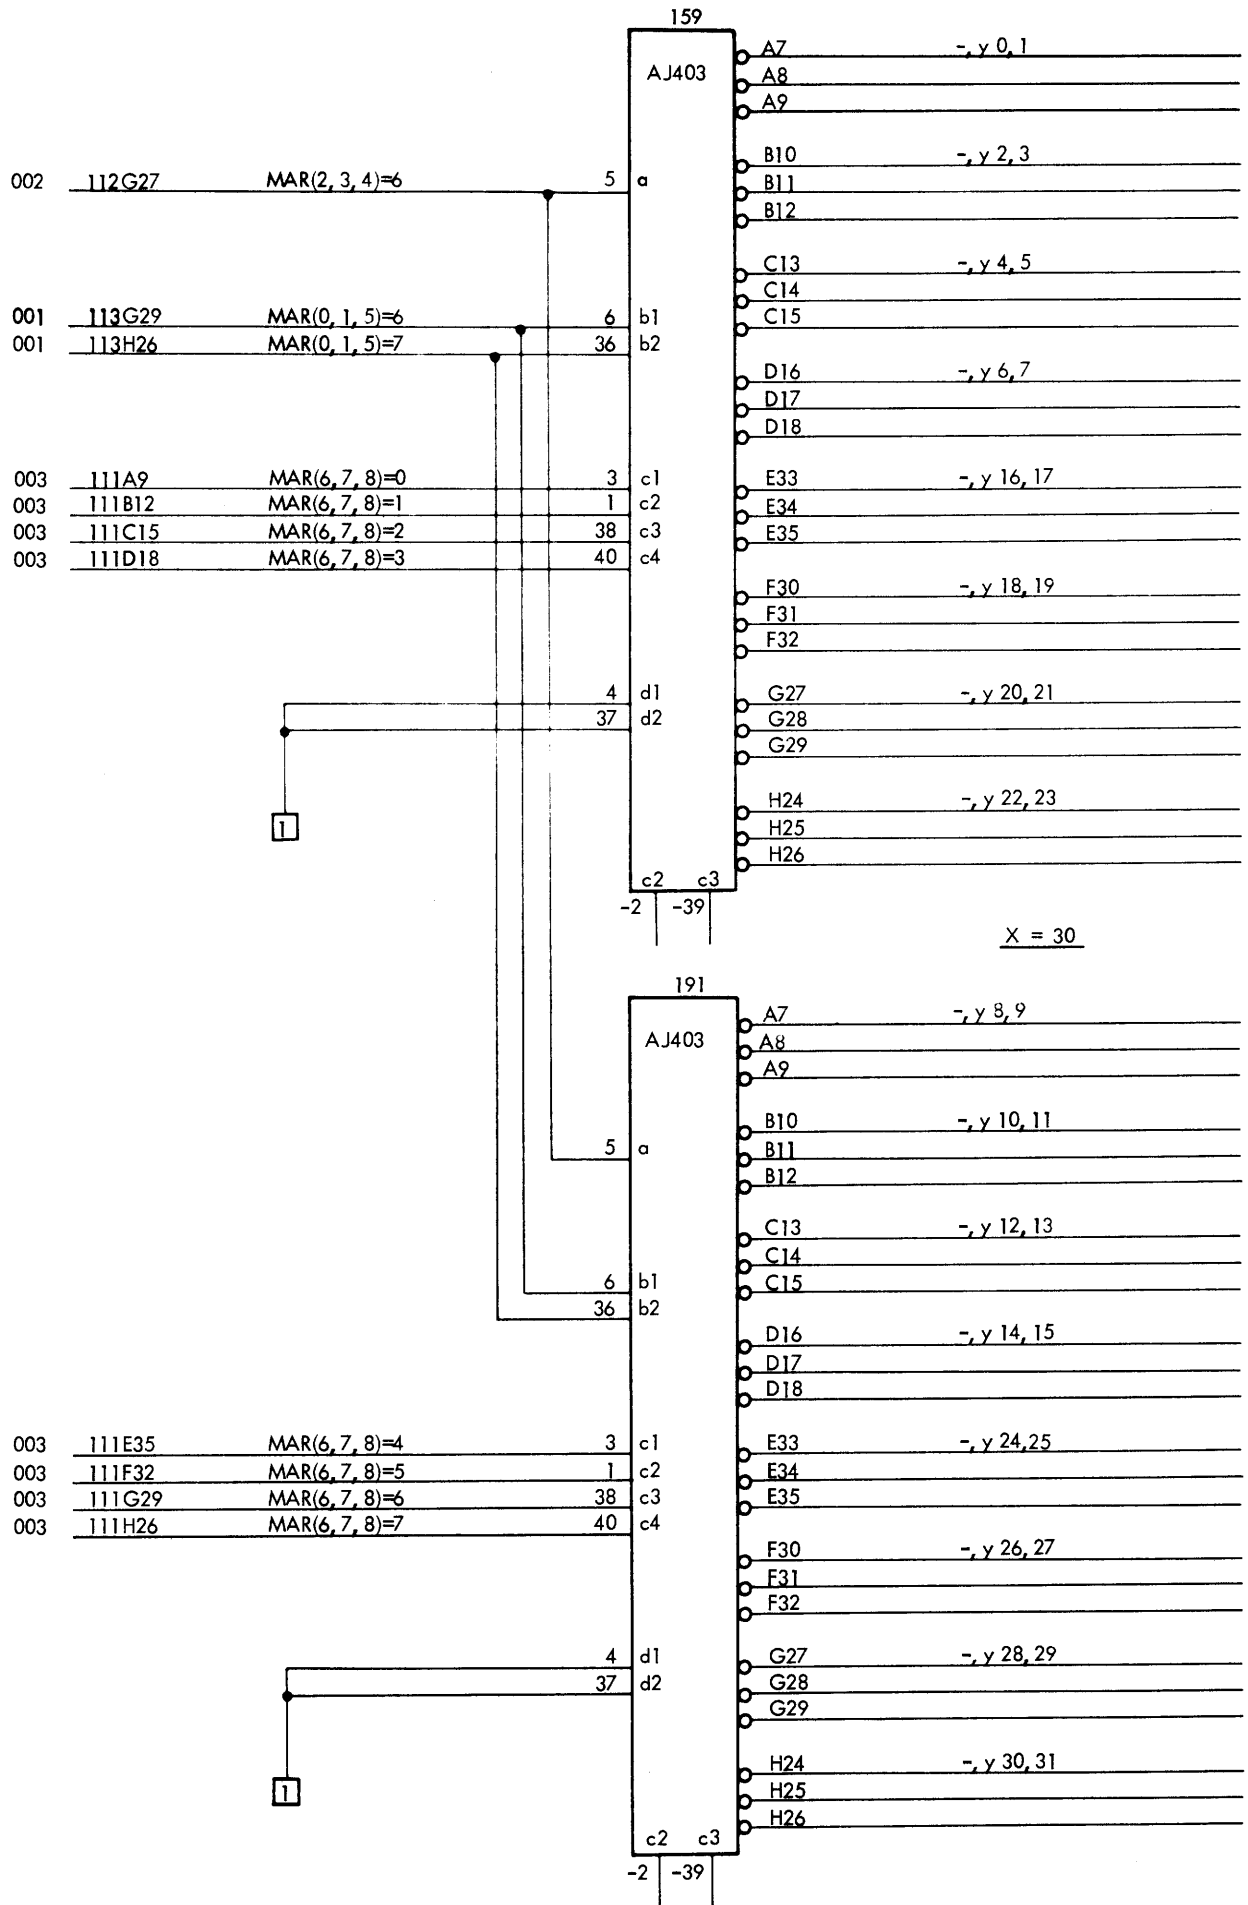 159
AJ403
A7 -, y 0, 1
A8
A9
B10 -, y 2, 3
002 112G27 MAR(2, 3, 4)=6 5 a
B11
B12
C13 -, y 4, 5
C14
001 113G29 MAR(0, 1, 5)=6 6 b1
C15
001 113H26 MAR(0, 1, 5)=7 36 b2
D16 -, y 6, 7
D17
D18
003 111A9 MAR(6, 7, 8)=0 3 c1
E33 -, y 16, 17
003 111B12 MAR(6, 7, 8)=1 1 c2
E34
003 111C15 MAR(6, 7, 8)=2 38 c3
E35
003 111D18 MAR(6, 7, 8)=3 40 c4
F30 -, y 18, 19
F31
F32
4 d1
G27 -, y 20, 21
37 d2
G28
G29
H24 -, y 22, 23
1
H25
H26
c2 c3
-2 -39
X = 30
191
AJ403
A7 -, y 8, 9
A8
A9
B10 -, y 10, 11
5 a
B11
B12
C13 -, y 12, 13
C14
6 b1
C15
36 b2
D16 -, y 14, 15
D17
D18
003 111E35 MAR(6, 7, 8)=4 3 c1
E33 -, y 24, 25
003 111F32 MAR(6, 7, 8)=5 1 c2
E34
003 111G29 MAR(6, 7, 8)=6 38 c3
E35
003 111H26 MAR(6, 7, 8)=7 40 c4
F30 -, y 26, 27
F31
F32
4 d1
G27 -, y 28, 29
37 d2
G28
G29
H24 -, y 30, 31
1
H25
H26
c2 c3
-2 -39